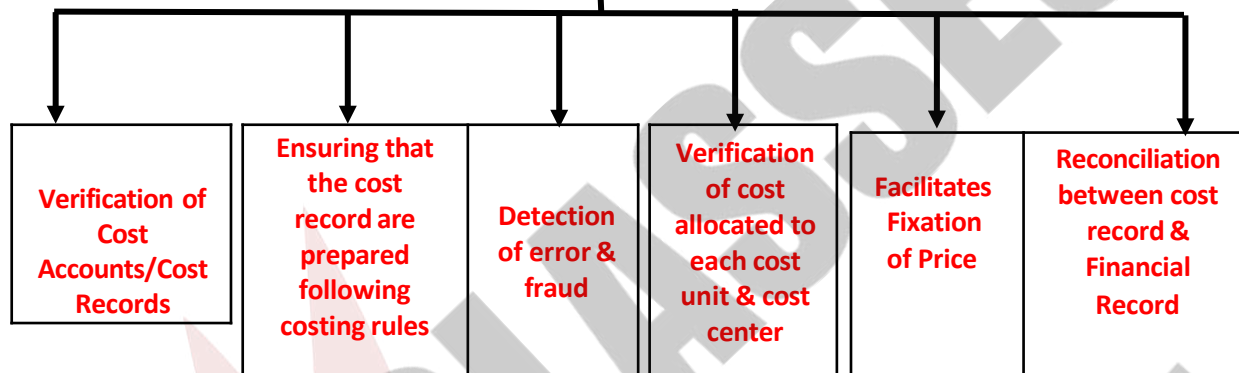 Verification of
Cost
Accounts/Cost
Records
Ensuring that
the cost
record are
prepared
following
costing rules
Detection
of error &
fraud
Verification
of cost
allocated to
each cost
unit & cost
center
Facilitates
Fixation
of Price
Reconciliation
between cost
record &
Financial
Record